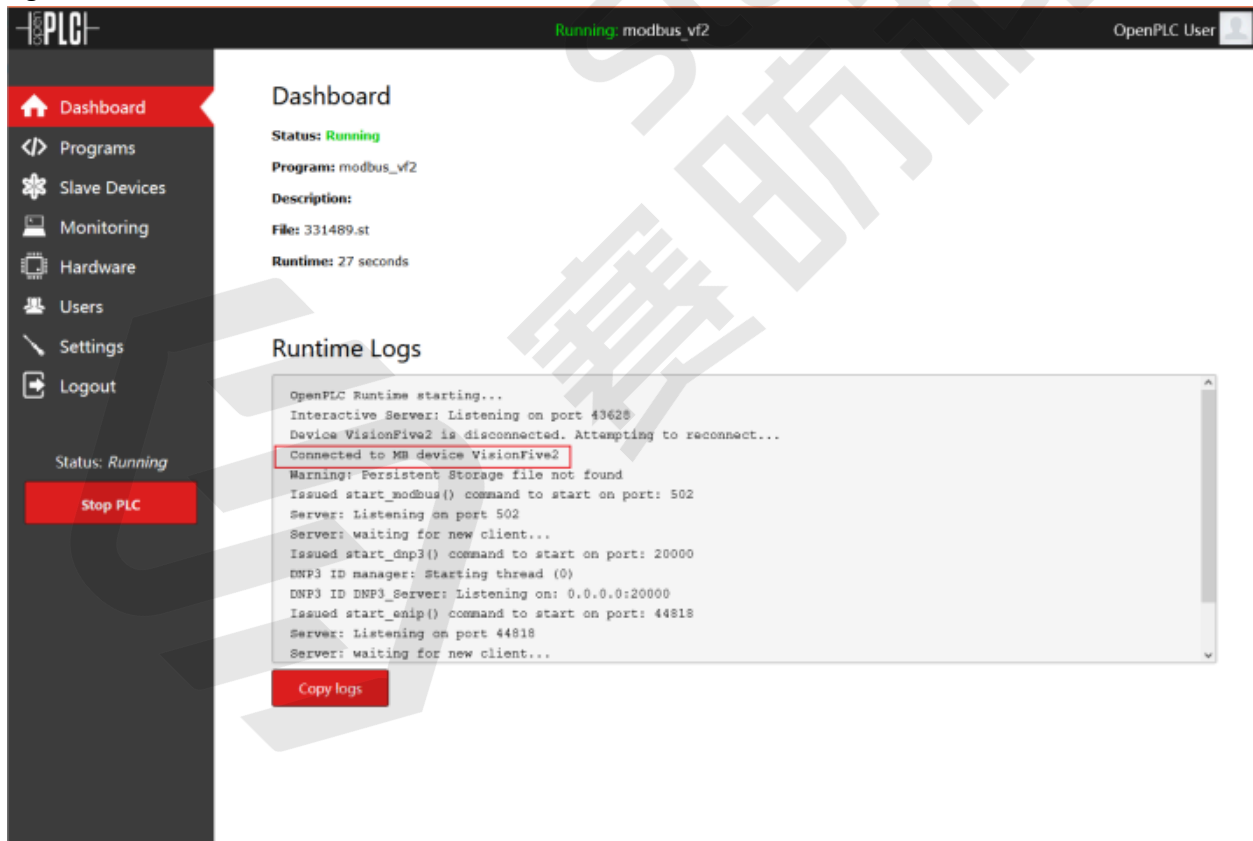 OpenPLC
Running: modbus_vf2
OpenPLC User
Dashboard
Programs
Slave Devices
Monitoring
Hardware
Users
Settings
Logout
Status: Running
Stop PLC
Dashboard
Status: Running
Program: modbus_vf2
Description:
File: 331489.st
Runtime: 27 seconds
Runtime Logs
OpenPLC Runtime starting...
Interactive Server: Listening on port 43628
Device VisionFive2 is disconnected. Attempting to reconnect...
Connected to MB device VisionFive2
Warning: Persistent Storage file not found
Issued start_modbus() command to start on port: 502
Server: Listening on port 502
Server: waiting for new client...
Issued start_dnp3() command to start on port: 20000
DNP3 ID manager: Starting thread (0)
DNP3 ID DNP3_Server: Listening on: 0.0.0.0:20000
Issued start_enip() command to start on port: 44818
Server: Listening on port 44818
Server: waiting for new client...
Copy logs
赛昉